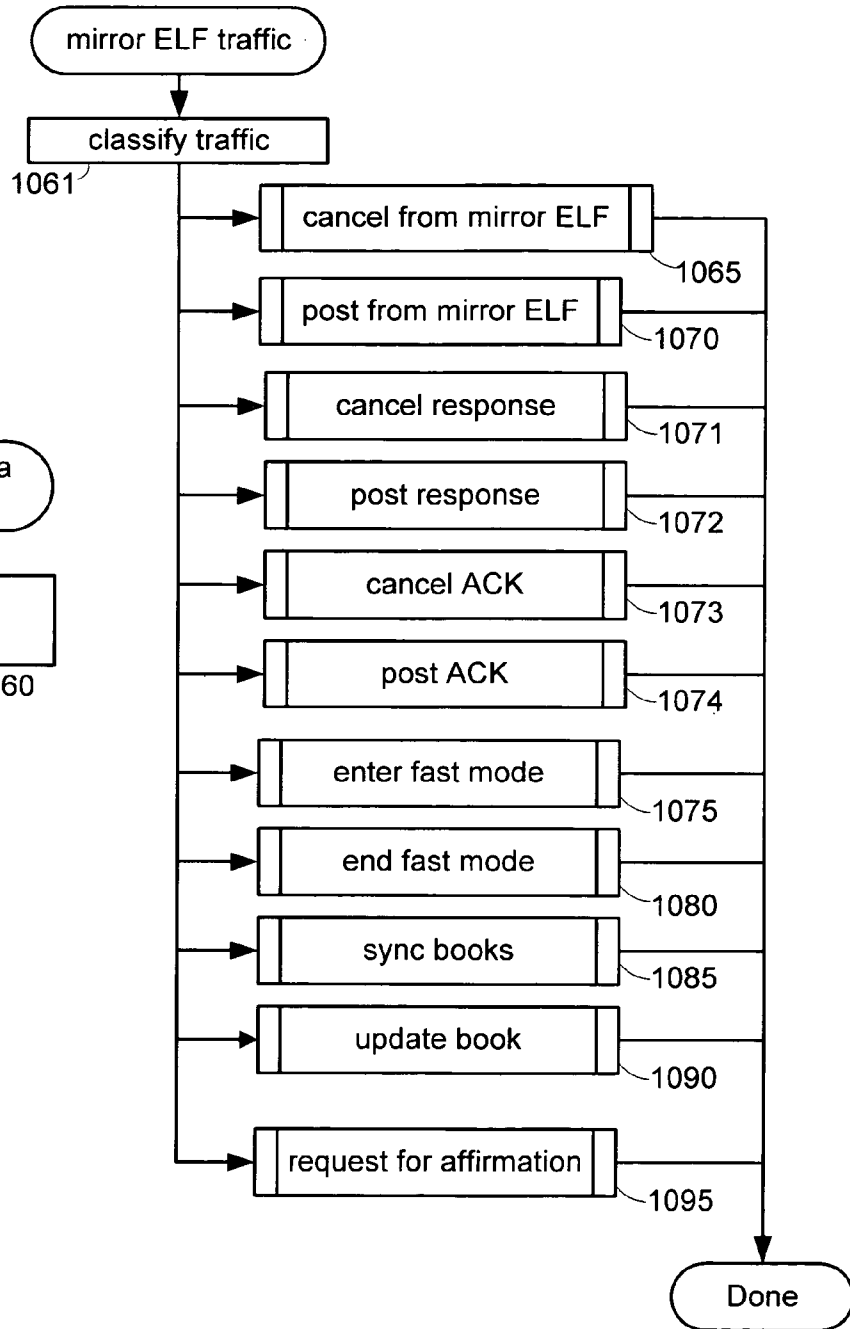 mirror ELF traffic
classify traffic
1061
cancel from mirror ELF
1065
post from mirror ELF
1070
cancel response
1071
a
post response
1072
cancel ACK
1073
60
post ACK
1074
enter fast mode
1075
end fast mode
1080
sync books
1085
update book
1090
request for affirmation
1095
Done